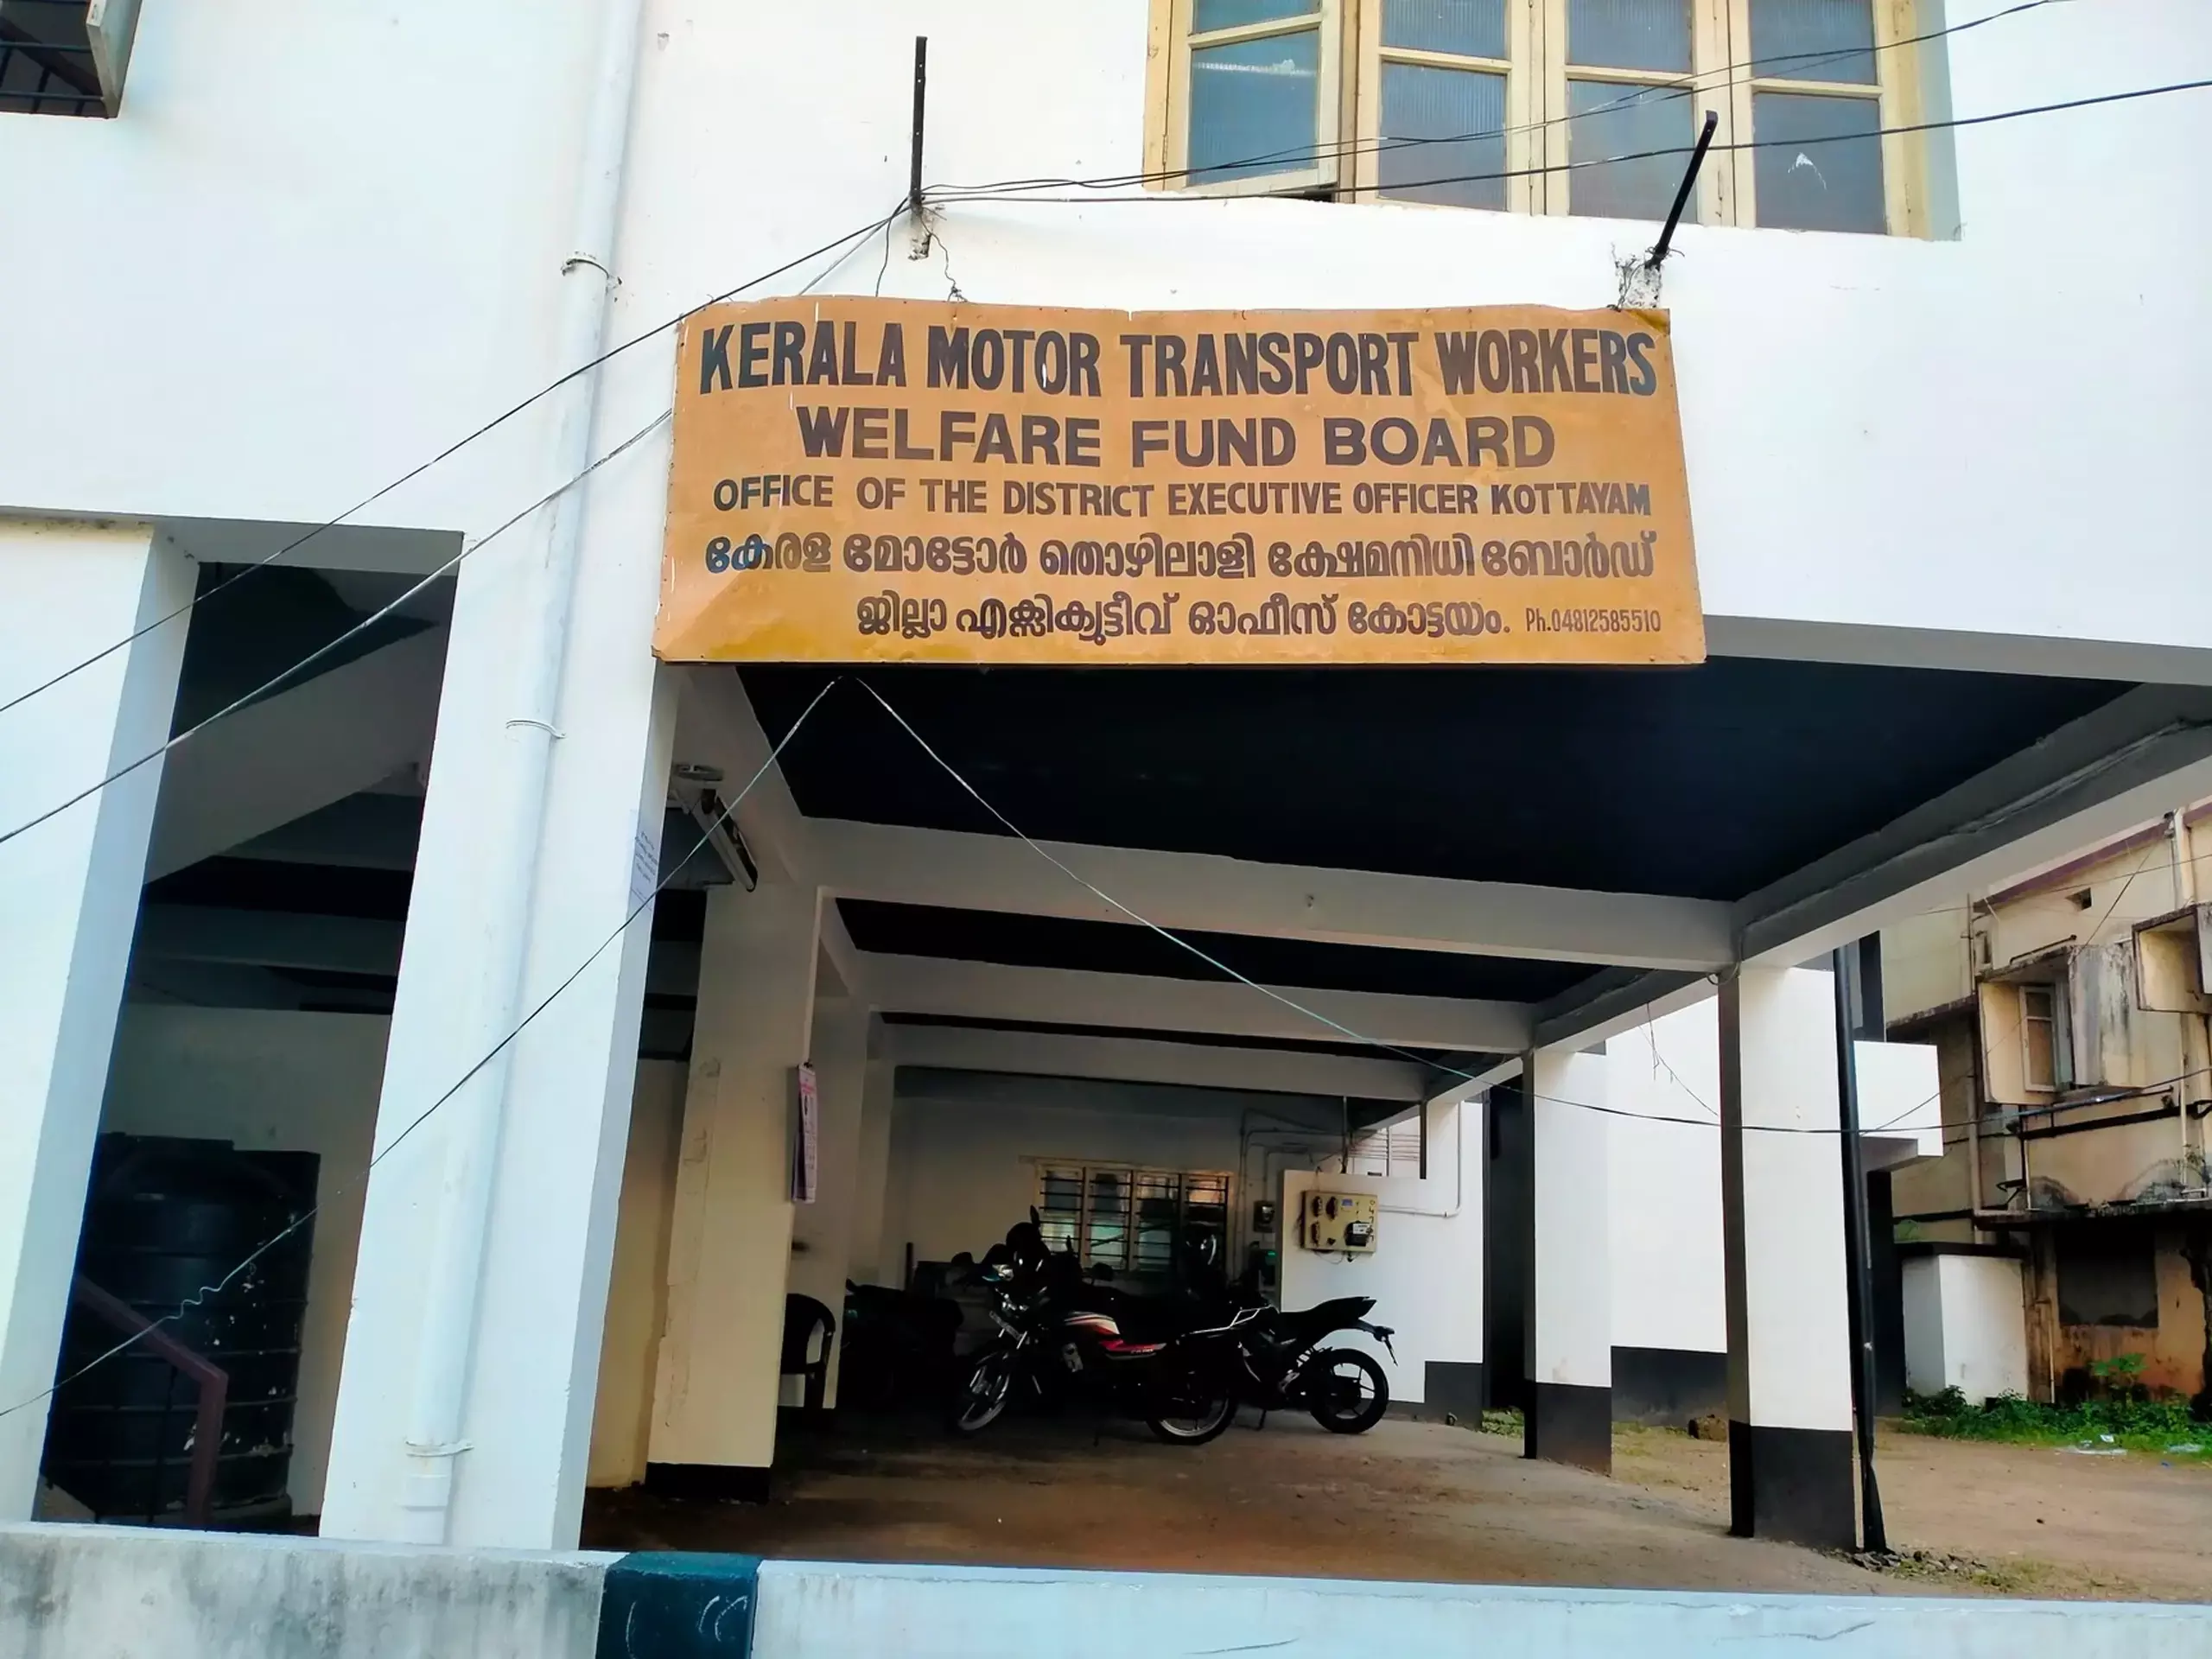 KERALA MOTOR TRANSPORT WORKERS
WELFARE FUND BOARD
OFFICE OF THE DISTRICT EXECUTIVE OFFICER KOTTAYAM
കേരള മോട്ടോർ തൊഴിലാളി ക്ഷേമനിധി ബോർഡ്
ജില്ലാ എക്സിക്യുട്ടീവ് ഓഫീസ് കോട്ടയം. Ph.04812585510